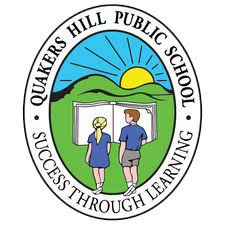 QUAKERS HILL PUBLIC SCHOOL
SUCCESS THROUGH LEARNING